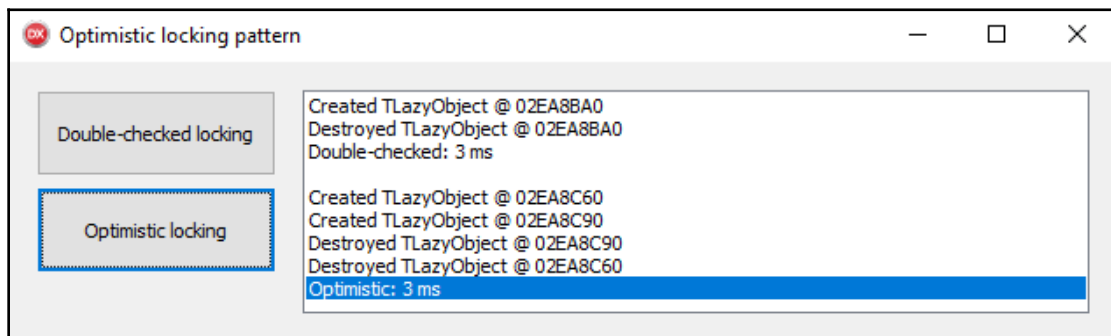 DX Optimistic locking pattern
Double-checked locking
Optimistic locking
Created TLazyObject @ 02EA8BA0
Destroyed TLazyObject @ 02EA8BA0
Double-checked: 3 ms
Created TLazyObject @ 02EA8C60
Created TLazyObject @ 02EA8C90
Destroyed TLazyObject @ 02EA8C90
Destroyed TLazyObject @ 02EA8C60
Optimistic: 3 ms